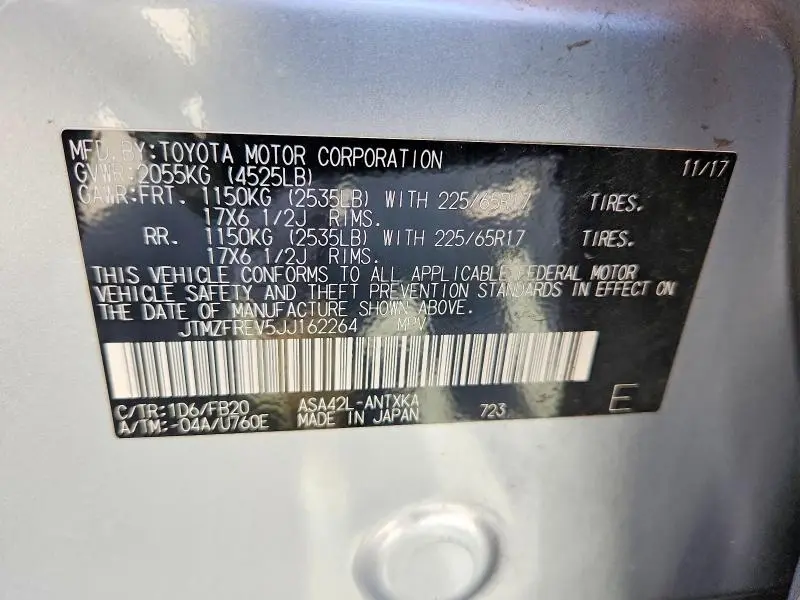 MFD. BY: TOYOTA MOTOR CORPORATION 11/17
GVWR: 2055KG (4525LB)
GAWR: FRT. 1150KG (2535LB) WITH 225/65R17 TIRES.
17X6 1/2J RIMS.
RR. 1150KG (2535LB) WITH 225/65R17 TIRES.
17X6 1/2J RIMS.
THIS VEHICLE CONFORMS TO ALL APPLICABLE FEDERAL MOTOR
VEHICLE SAFETY AND THEFT PREVENTION STANDARDS IN EFFECT ON
THE DATE OF MANUFACTURE SHOWN ABOVE.
JTMZFREV5JJ162264 MPV
C/TR: 1D6/FB20 ASA42L-ANTXKA 723 E
A/TM: -04A/U760E MADE IN JAPAN